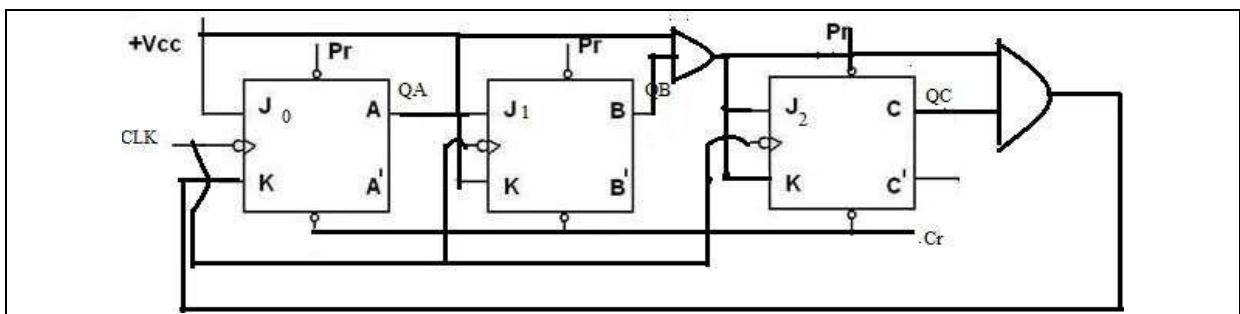 +Vcc Pr Pr Pr
QA QB QC
J 0 A J 1 B J 2 C
CLK
K A' K B' K C'
.Cr